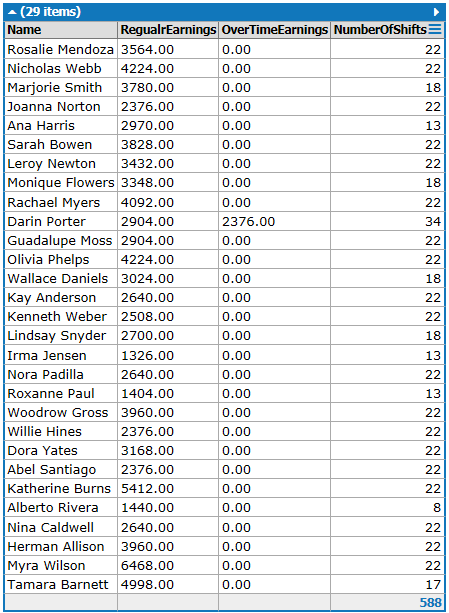 (29 items)
Name RegualrEarnings OverTimeEarnings NumberOfShifts
Rosalie Mendoza 3564.00 0.00 22
Nicholas Webb 4224.00 0.00 22
Marjorie Smith 3780.00 0.00 18
Joanna Norton 2376.00 0.00 22
Ana Harris 2970.00 0.00 13
Sarah Bowen 3828.00 0.00 22
Leroy Newton 3432.00 0.00 22
Monique Flowers 3348.00 0.00 18
Rachael Myers 4092.00 0.00 22
Darin Porter 2904.00 2376.00 34
Guadalupe Moss 2904.00 0.00 22
Olivia Phelps 4224.00 0.00 22
Wallace Daniels 3024.00 0.00 18
Kay Anderson 2640.00 0.00 22
Kenneth Weber 2508.00 0.00 22
Lindsay Snyder 2700.00 0.00 18
Irma Jensen 1326.00 0.00 13
Nora Padilla 2640.00 0.00 22
Roxanne Paul 1404.00 0.00 13
Woodrow Gross 3960.00 0.00 22
Willie Hines 2376.00 0.00 22
Dora Yates 3168.00 0.00 22
Abel Santiago 2376.00 0.00 22
Katherine Burns 5412.00 0.00 22
Alberto Rivera 1440.00 0.00 8
Nina Caldwell 2640.00 0.00 22
Herman Allison 3960.00 0.00 22
Myra Wilson 6468.00 0.00 22
Tamara Barnett 4998.00 0.00 17
588